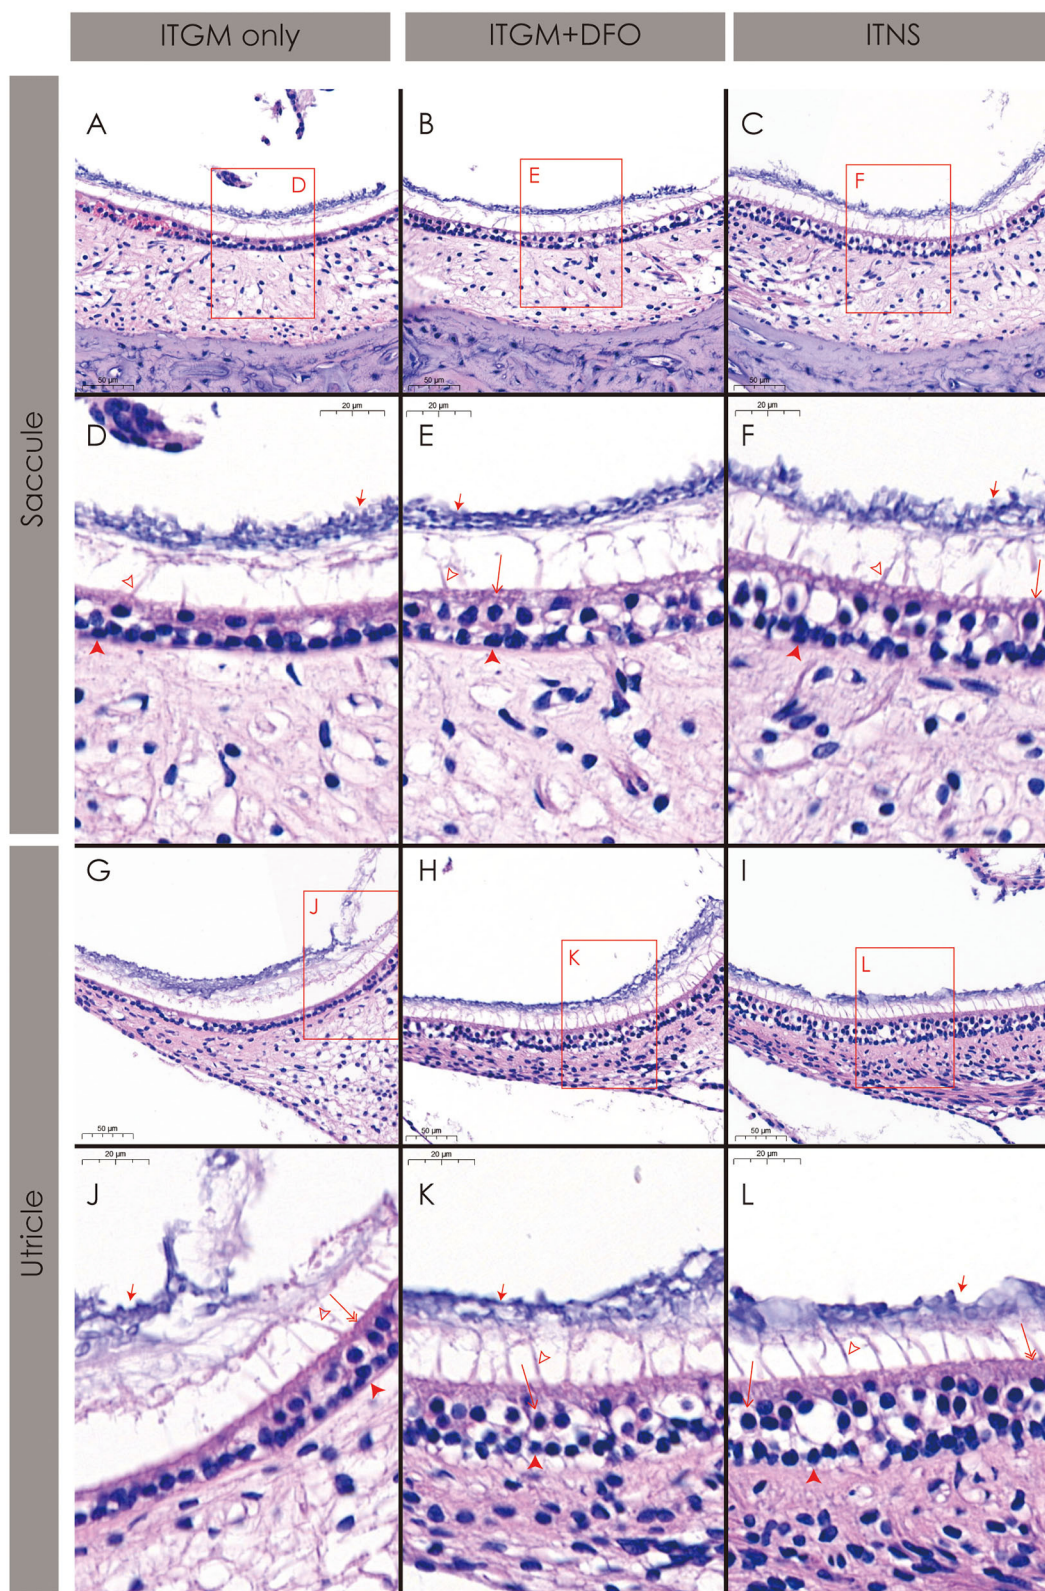 ITGM only
ITGM+DFO
ITNS
Saccule
A
B
C
D
E
F
50 µm
50 µm
50 µm
20 µm
20 µm
20 µm
D
E
F
Utricle
G
H
I
J
K
L
50 µm
50 µm
50 µm
20 µm
20 µm
20 µm
J
K
L